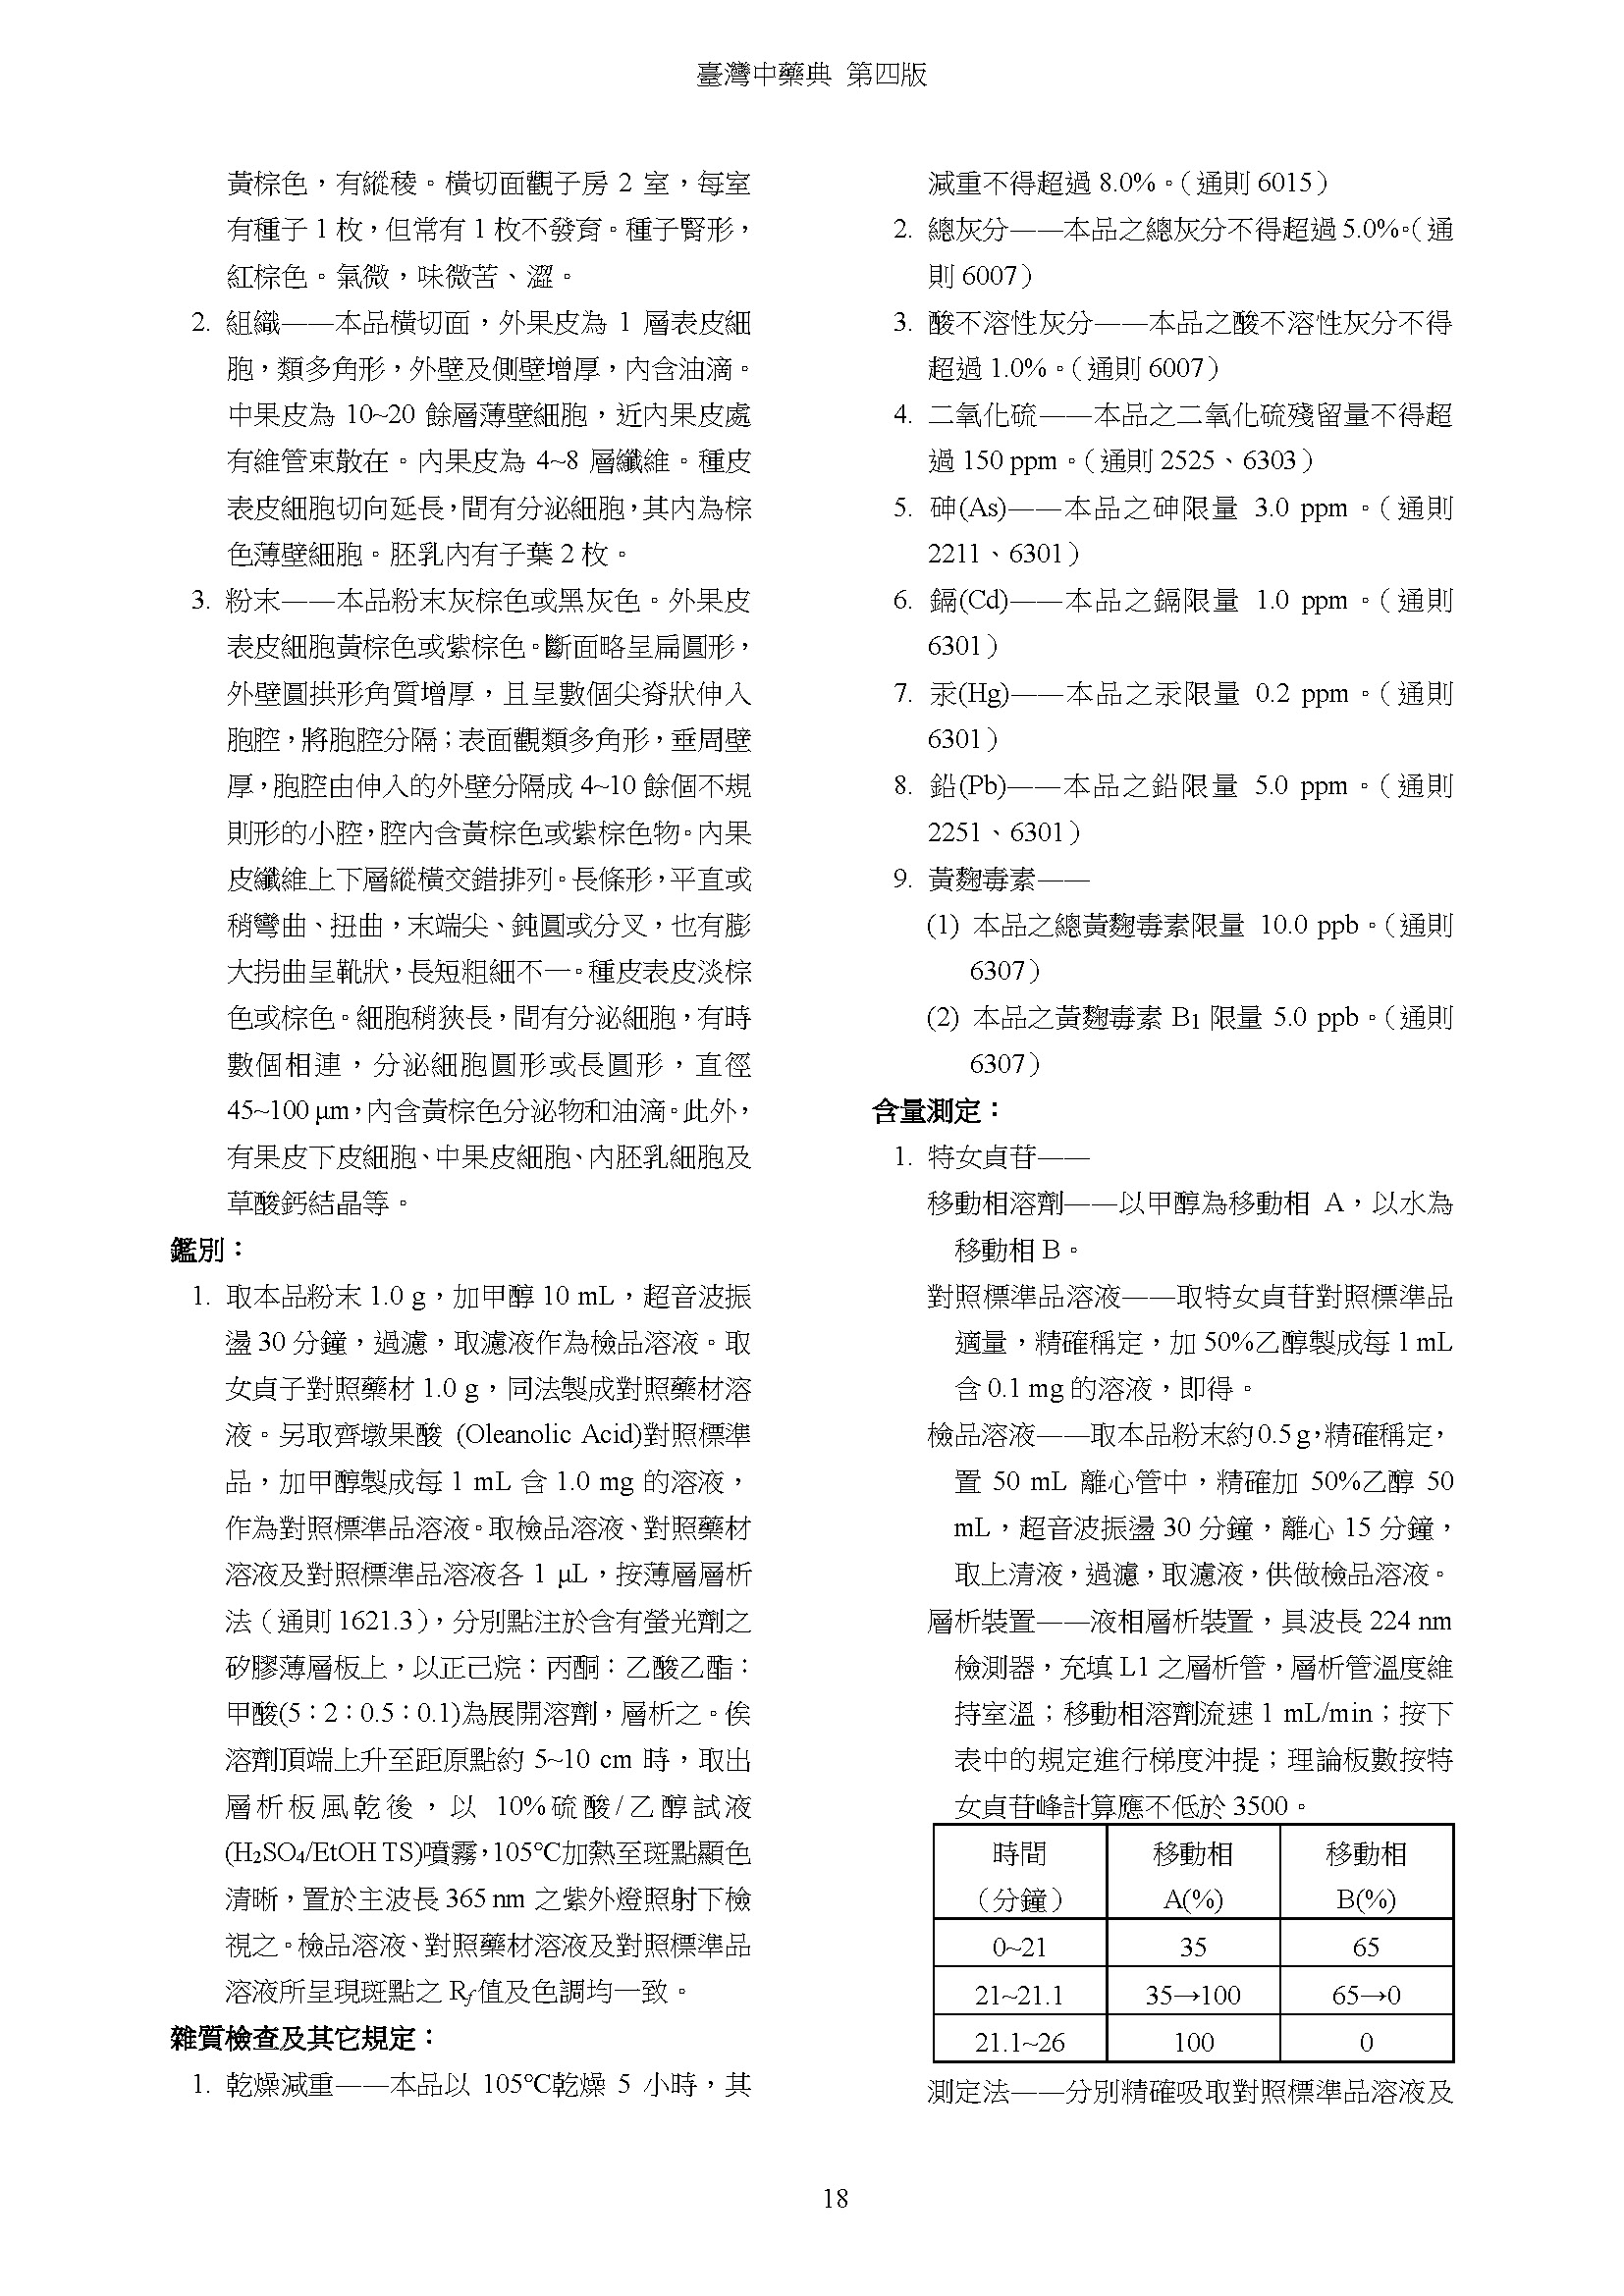 臺灣中藥典 第四版
黃棕色，有縱稜。橫切面觀子房 2 室，每室
有種子 1 枚，但常有 1 枚不發育。種子腎形，
紅棕色。氣微，味微苦、澀。
2. 組織——本品橫切面，外果皮為 1 層表皮細
胞，類多角形，外壁及側壁增厚，內含油滴。
中果皮為 10~20 餘層薄壁細胞，近內果皮處
有維管束散在。內果皮為 4~8 層纖維。種皮
表皮細胞切向延長，間有分泌細胞，其內為棕
色薄壁細胞。胚乳內有子葉 2 枚。
3. 粉末——本品粉末灰棕色或黑灰色。外果皮
表皮細胞黃棕色或紫棕色。斷面略呈扁圓形，
外壁圓拱形角質增厚，且呈數個尖脊狀伸入
胞腔，將胞腔分隔；表面觀類多角形，垂周壁
厚，胞腔由伸入的外壁分隔成 4~10 餘個不規
則形的小腔，腔內含黃棕色或紫棕色物。內果
皮纖維上下層縱橫交錯排列。長條形，平直或
稍彎曲、扭曲，末端尖、鈍圓或分叉，也有膨
大拐曲呈靴狀，長短粗細不一。種皮表皮淡棕
色或棕色。細胞稍狹長，間有分泌細胞，有時
數個相連，分泌細胞圓形或長圓形，直徑
45~100 μm，內含黃棕色分泌物和油滴。此外，
有果皮下皮細胞、中果皮細胞、內胚乳細胞及
草酸鈣結晶等。
鑑別：
1. 取本品粉末 1.0 g，加甲醇 10 mL，超音波振
盪 30 分鐘，過濾，取濾液作為檢品溶液。取
女貞子對照藥材 1.0 g，同法製成對照藥材溶
液。另取齊墩果酸 (Oleanolic Acid)對照標準
品，加甲醇製成每 1 mL 含 1.0 mg 的溶液，
作為對照標準品溶液。取檢品溶液、對照藥材
溶液及對照標準品溶液各 1 μL，按薄層層析
法（通則 1621.3），分別點注於含有螢光劑之
矽膠薄層板上，以正己烷：丙酮：乙酸乙酯：
甲酸(5：2：0.5：0.1)為展開溶劑，層析之。俟
溶劑頂端上升至距原點約 5~10 cm 時，取出
層析板風乾後，以 10%硫酸/乙醇試液
(H₂SO₄/EtOH TS)噴霧，105℃加熱至斑點顯色
清晰，置於主波長 365 nm 之紫外燈照射下檢
視之。檢品溶液、對照藥材溶液及對照標準品
溶液所呈現斑點之 Rf 值及色調均一致。
雜質檢查及其它規定：
1. 乾燥減重——本品以 105℃乾燥 5 小時，其
減重不得超過 8.0%。（通則 6015）
2. 總灰分——本品之總灰分不得超過 5.0%。（通
則 6007）
3. 酸不溶性灰分——本品之酸不溶性灰分不得
超過 1.0%。（通則 6007）
4. 二氧化硫——本品之二氧化硫殘留量不得超
過 150 ppm。（通則 2525、6303）
5. 砷(As)——本品之砷限量 3.0 ppm。（通則
2211、6301）
6. 鎘(Cd)——本品之鎘限量 1.0 ppm。（通則
6301）
7. 汞(Hg)——本品之汞限量 0.2 ppm。（通則
6301）
8. 鉛(Pb)——本品之鉛限量 5.0 ppm。（通則
2251、6301）
9. 黃麴毒素——
(1) 本品之總黃麴毒素限量 10.0 ppb。（通則
6307）
(2) 本品之黃麴毒素 B₁ 限量 5.0 ppb。（通則
6307）
含量測定：
1. 特女貞苷——
移動相溶劑——以甲醇為移動相 A，以水為
移動相 B。
對照標準品溶液——取特女貞苷對照標準品
適量，精確稱定，加 50%乙醇製成每 1 mL
含 0.1 mg 的溶液，即得。
檢品溶液——取本品粉末約 0.5 g，精確稱定，
置 50 mL 離心管中，精確加 50%乙醇 50
mL，超音波振盪 30 分鐘，離心 15 分鐘，
取上清液，過濾，取濾液，供做檢品溶液。
層析裝置——液相層析裝置，具波長 224 nm
檢測器，充填 L1 之層析管，層析管溫度維
持室溫；移動相溶劑流速 1 mL/min；按下
表中的規定進行梯度沖提；理論板數按特
女貞苷峰計算應不低於 3500。
時間 移動相 移動相
（分鐘） A(%) B(%)
0~21 35 65
21~21.1 35→100 65→0
21.1~26 100 0
測定法——分別精確吸取對照標準品溶液及
18